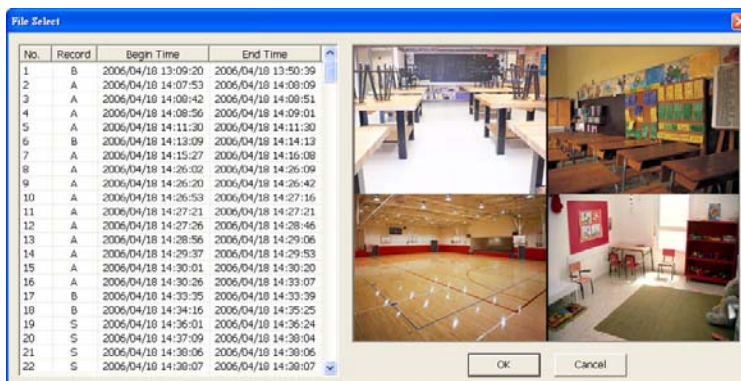 File Select
No. Record Begin Time End Time
1 B 2006/04/18 13:09:20 2006/04/18 13:50:39
2 A 2006/04/18 14:07:53 2006/04/18 14:08:09
3 A 2006/04/18 14:08:42 2006/04/18 14:08:51
4 A 2006/04/18 14:08:56 2006/04/18 14:09:01
5 A 2006/04/18 14:11:30 2006/04/18 14:11:30
6 B 2006/04/18 14:13:09 2006/04/18 14:14:13
7 A 2006/04/18 14:15:27 2006/04/18 14:16:08
8 A 2006/04/18 14:26:02 2006/04/18 14:26:09
9 A 2006/04/18 14:26:20 2006/04/18 14:26:42
10 A 2006/04/18 14:26:53 2006/04/18 14:27:16
11 A 2006/04/18 14:27:21 2006/04/18 14:27:21
12 A 2006/04/18 14:27:26 2006/04/18 14:28:46
13 A 2006/04/18 14:28:56 2006/04/18 14:29:06
14 A 2006/04/18 14:29:37 2006/04/18 14:29:53
15 A 2006/04/18 14:30:01 2006/04/18 14:30:20
16 A 2006/04/18 14:30:26 2006/04/18 14:33:07
17 B 2006/04/18 14:33:35 2006/04/18 14:33:39
18 B 2006/04/18 14:34:16 2006/04/18 14:35:25
19 S 2006/04/18 14:36:01 2006/04/18 14:36:24
20 S 2006/04/18 14:37:09 2006/04/18 14:38:04
21 S 2006/04/18 14:38:06 2006/04/18 14:38:06
22 S 2006/04/18 14:38:07 2006/04/18 14:38:07
OK Cancel